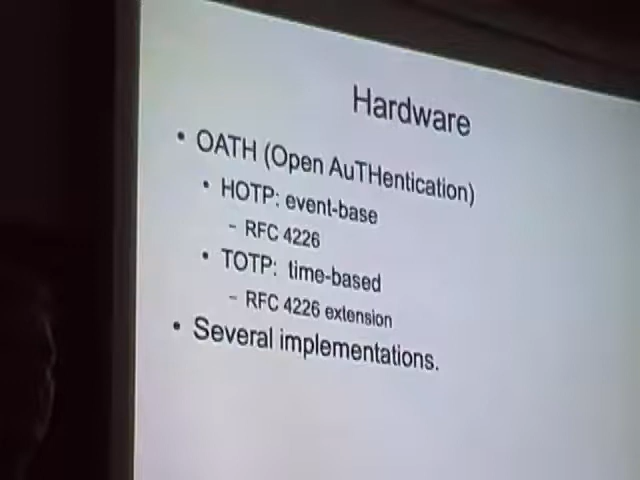 Hardware
• OATH (Open AuTHentication)
• HOTP: event-base
– RFC 4226
• TOTP: time-based
– RFC 4226 extension
• Several implementations.